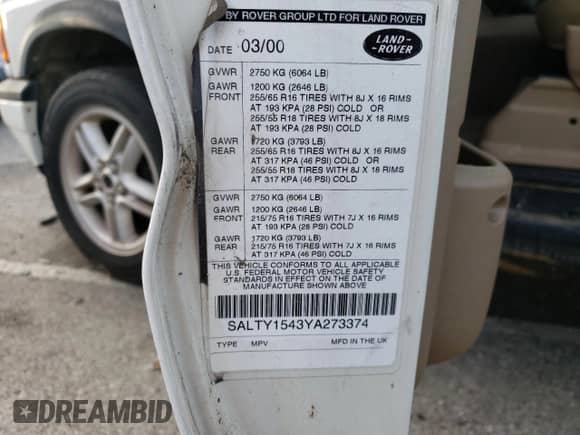 BY ROVER GROUP LTD FOR LAND ROVER
DATE 03/00
LAND-
-ROVER
GVWR 2750 KG (6064 LB)
GAWR 1200 KG (2646 LB)
FRONT 255/65 R16 TIRES WITH 8J X 16 RIMS
AT 193 KPA (28 PSI) COLD OR
255/55 R18 TIRES WITH 8J X 18 RIMS
AT 193 KPA (28 PSI) COLD
GAWR 1720 KG (3793 LB)
REAR 255/65 R16 TIRES WITH 8J X 16 RIMS
AT 317 KPA (46 PSI) COLD OR
255/55 R18 TIRES WITH 8J X 18 RIMS
AT 317 KPA (46 PSI) COLD
GVWR 2750 KG (6064 LB)
GAWR 1200 KG (2646 LB)
FRONT 215/75 R16 TIRES WITH 7J X 16 RIMS
AT 193 KPA (28 PSI) COLD
GAWR 1720 KG (3793 LB)
REAR 215/75 R16 TIRES WITH 7J X 16 RIMS
AT 317 KPA (46 PSI) COLD
THIS VEHICLE CONFORMS TO ALL APPLICABLE
U.S. FEDERAL MOTOR VEHICLE SAFETY
STANDARDS IN EFFECT ON THE DATE OF
MANUFACTURE SHOWN ABOVE
SALTY1543YA273374
TYPE MPV MFD IN THE UK
DREAMBID